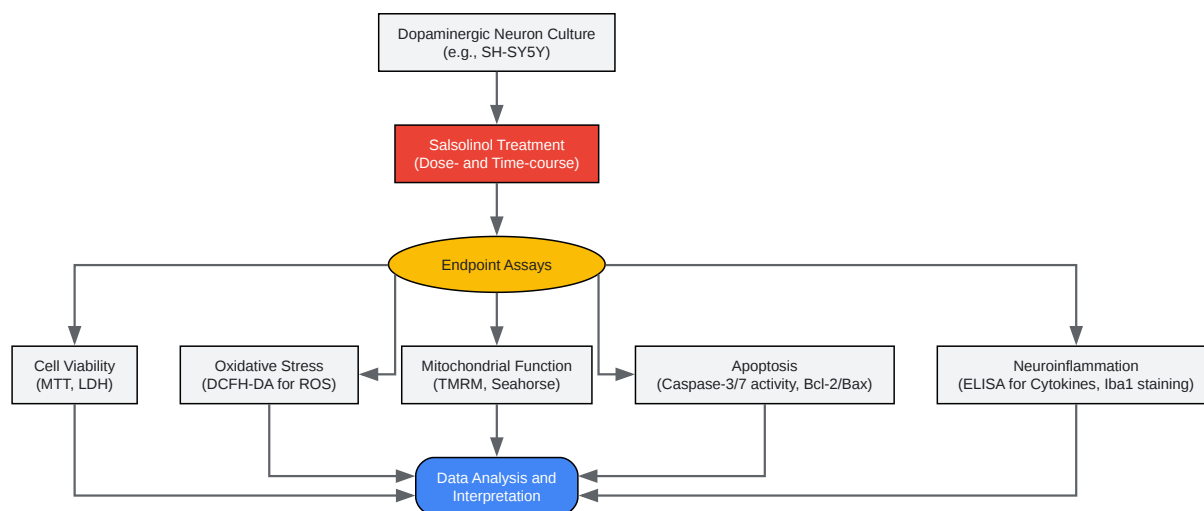 Dopaminergic Neuron Culture
(e.g., SH-SY5Y)
Salsolinol Treatment
(Dose- and Time-course)
Endpoint Assays
Cell Viability
(MTT, LDH)
Oxidative Stress
(DCFH-DA for ROS)
Mitochondrial Function
(TMRM, Seahorse)
Apoptosis
(Caspase-3/7 activity, Bcl-2/Bax)
Neuroinflammation
(ELISA for Cytokines, Iba1 staining)
Data Analysis and
Interpretation